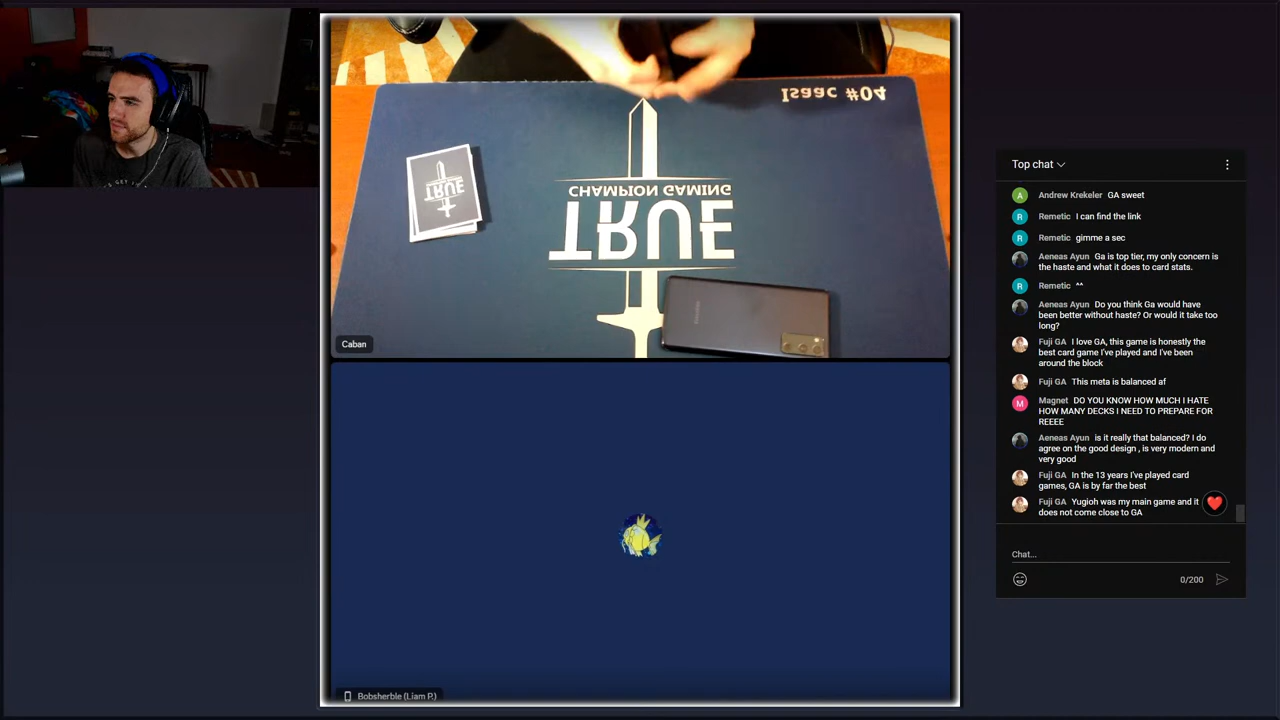 Isaac #04
CHAMPION GAMING
TRUE
TRUE
Caban
Bobsherble (Liam P.)
Top chat
Andrew Krekeler GA sweet
Remetic I can find the link
Remetic gimme a sec
Aeneas Ayun Ga is top tier, my only concern is
the haste and what it does to card stats.
Remetic ^^
Aeneas Ayun Do you think Ga would have
been better without haste? Or would it take too
long?
Fuji GA I love GA, this game is honestly the
best card game I've played and I've been
around the block
Fuji GA This meta is balanced af
Magnet DO YOU KNOW HOW MUCH I HATE
HOW MANY DECKS I NEED TO PREPARE FOR
REEEE
Aeneas Ayun is it really that balanced? I do
agree on the good design , is very modern and
very good
Fuji GA In the 13 years I've played card
games, GA is by far the best
Fuji GA Yugioh was my main game and it
does not come close to GA
Chat...
0/200